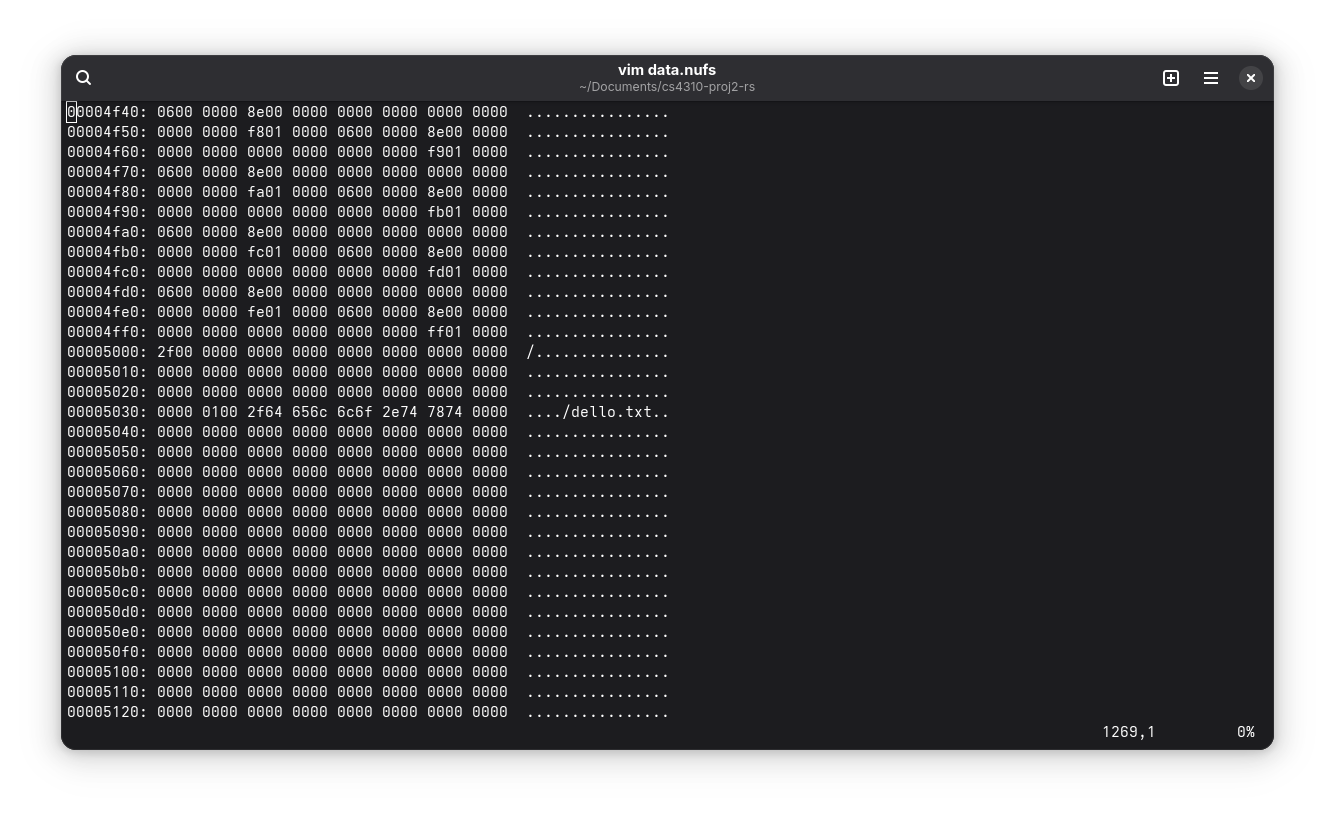 vim data.nufs
~/Documents/cs4310-proj2-rs
00004f40: 0600 0000 8e00 0000 0000 0000 0000 0000  ................
00004f50: 0000 0000 f801 0000 0600 0000 8e00 0000  ................
00004f60: 0000 0000 0000 0000 0000 0000 f901 0000  ................
00004f70: 0600 0000 8e00 0000 0000 0000 0000 0000  ................
00004f80: 0000 0000 fa01 0000 0600 0000 8e00 0000  ................
00004f90: 0000 0000 0000 0000 0000 0000 fb01 0000  ................
00004fa0: 0600 0000 8e00 0000 0000 0000 0000 0000  ................
00004fb0: 0000 0000 fc01 0000 0600 0000 8e00 0000  ................
00004fc0: 0000 0000 0000 0000 0000 0000 fd01 0000  ................
00004fd0: 0600 0000 8e00 0000 0000 0000 0000 0000  ................
00004fe0: 0000 0000 fe01 0000 0600 0000 8e00 0000  ................
00004ff0: 0000 0000 0000 0000 0000 0000 ff01 0000  ................
00005000: 2f00 0000 0000 0000 0000 0000 0000 0000  /...............
00005010: 0000 0000 0000 0000 0000 0000 0000 0000  ................
00005020: 0000 0000 0000 0000 0000 0000 0000 0000  ................
00005030: 0000 0100 2f64 656c 6c6f 2e74 7874 0000  ..../dello.txt..
00005040: 0000 0000 0000 0000 0000 0000 0000 0000  ................
00005050: 0000 0000 0000 0000 0000 0000 0000 0000  ................
00005060: 0000 0000 0000 0000 0000 0000 0000 0000  ................
00005070: 0000 0000 0000 0000 0000 0000 0000 0000  ................
00005080: 0000 0000 0000 0000 0000 0000 0000 0000  ................
00005090: 0000 0000 0000 0000 0000 0000 0000 0000  ................
000050a0: 0000 0000 0000 0000 0000 0000 0000 0000  ................
000050b0: 0000 0000 0000 0000 0000 0000 0000 0000  ................
000050c0: 0000 0000 0000 0000 0000 0000 0000 0000  ................
000050d0: 0000 0000 0000 0000 0000 0000 0000 0000  ................
000050e0: 0000 0000 0000 0000 0000 0000 0000 0000  ................
000050f0: 0000 0000 0000 0000 0000 0000 0000 0000  ................
00005100: 0000 0000 0000 0000 0000 0000 0000 0000  ................
00005110: 0000 0000 0000 0000 0000 0000 0000 0000  ................
00005120: 0000 0000 0000 0000 0000 0000 0000 0000  ................
1269,1 0%